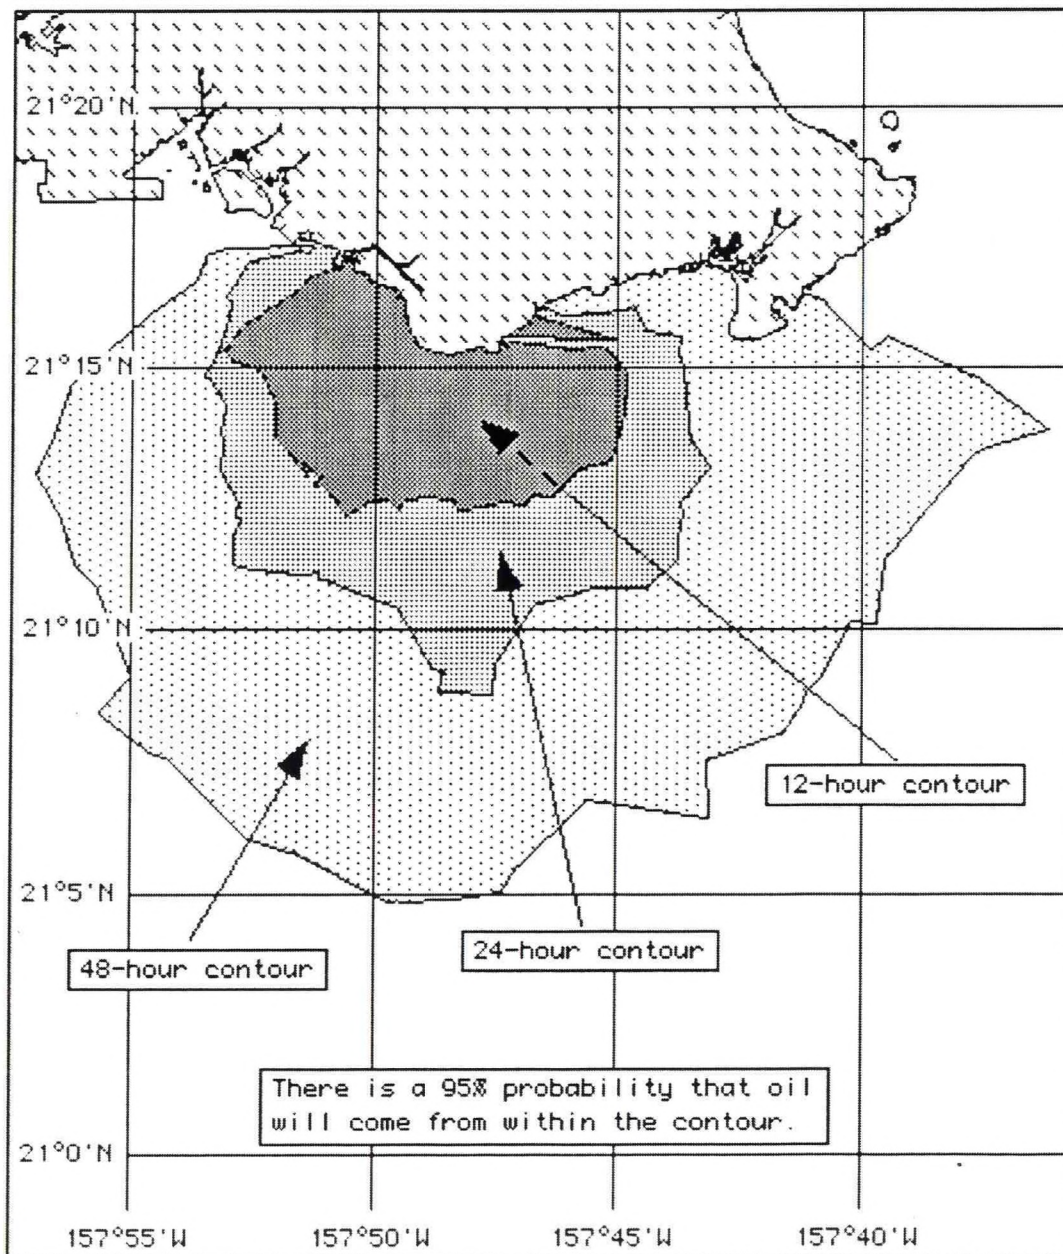 21°20'N
21°15'N
21°10'N
12-hour contour
21°5'N
24-hour contour
48-hour contour
There is a 95% probability that oil
will come from within the contour.
21°0'N
157°55'W 157°50'W 157°45'W 157°40'W